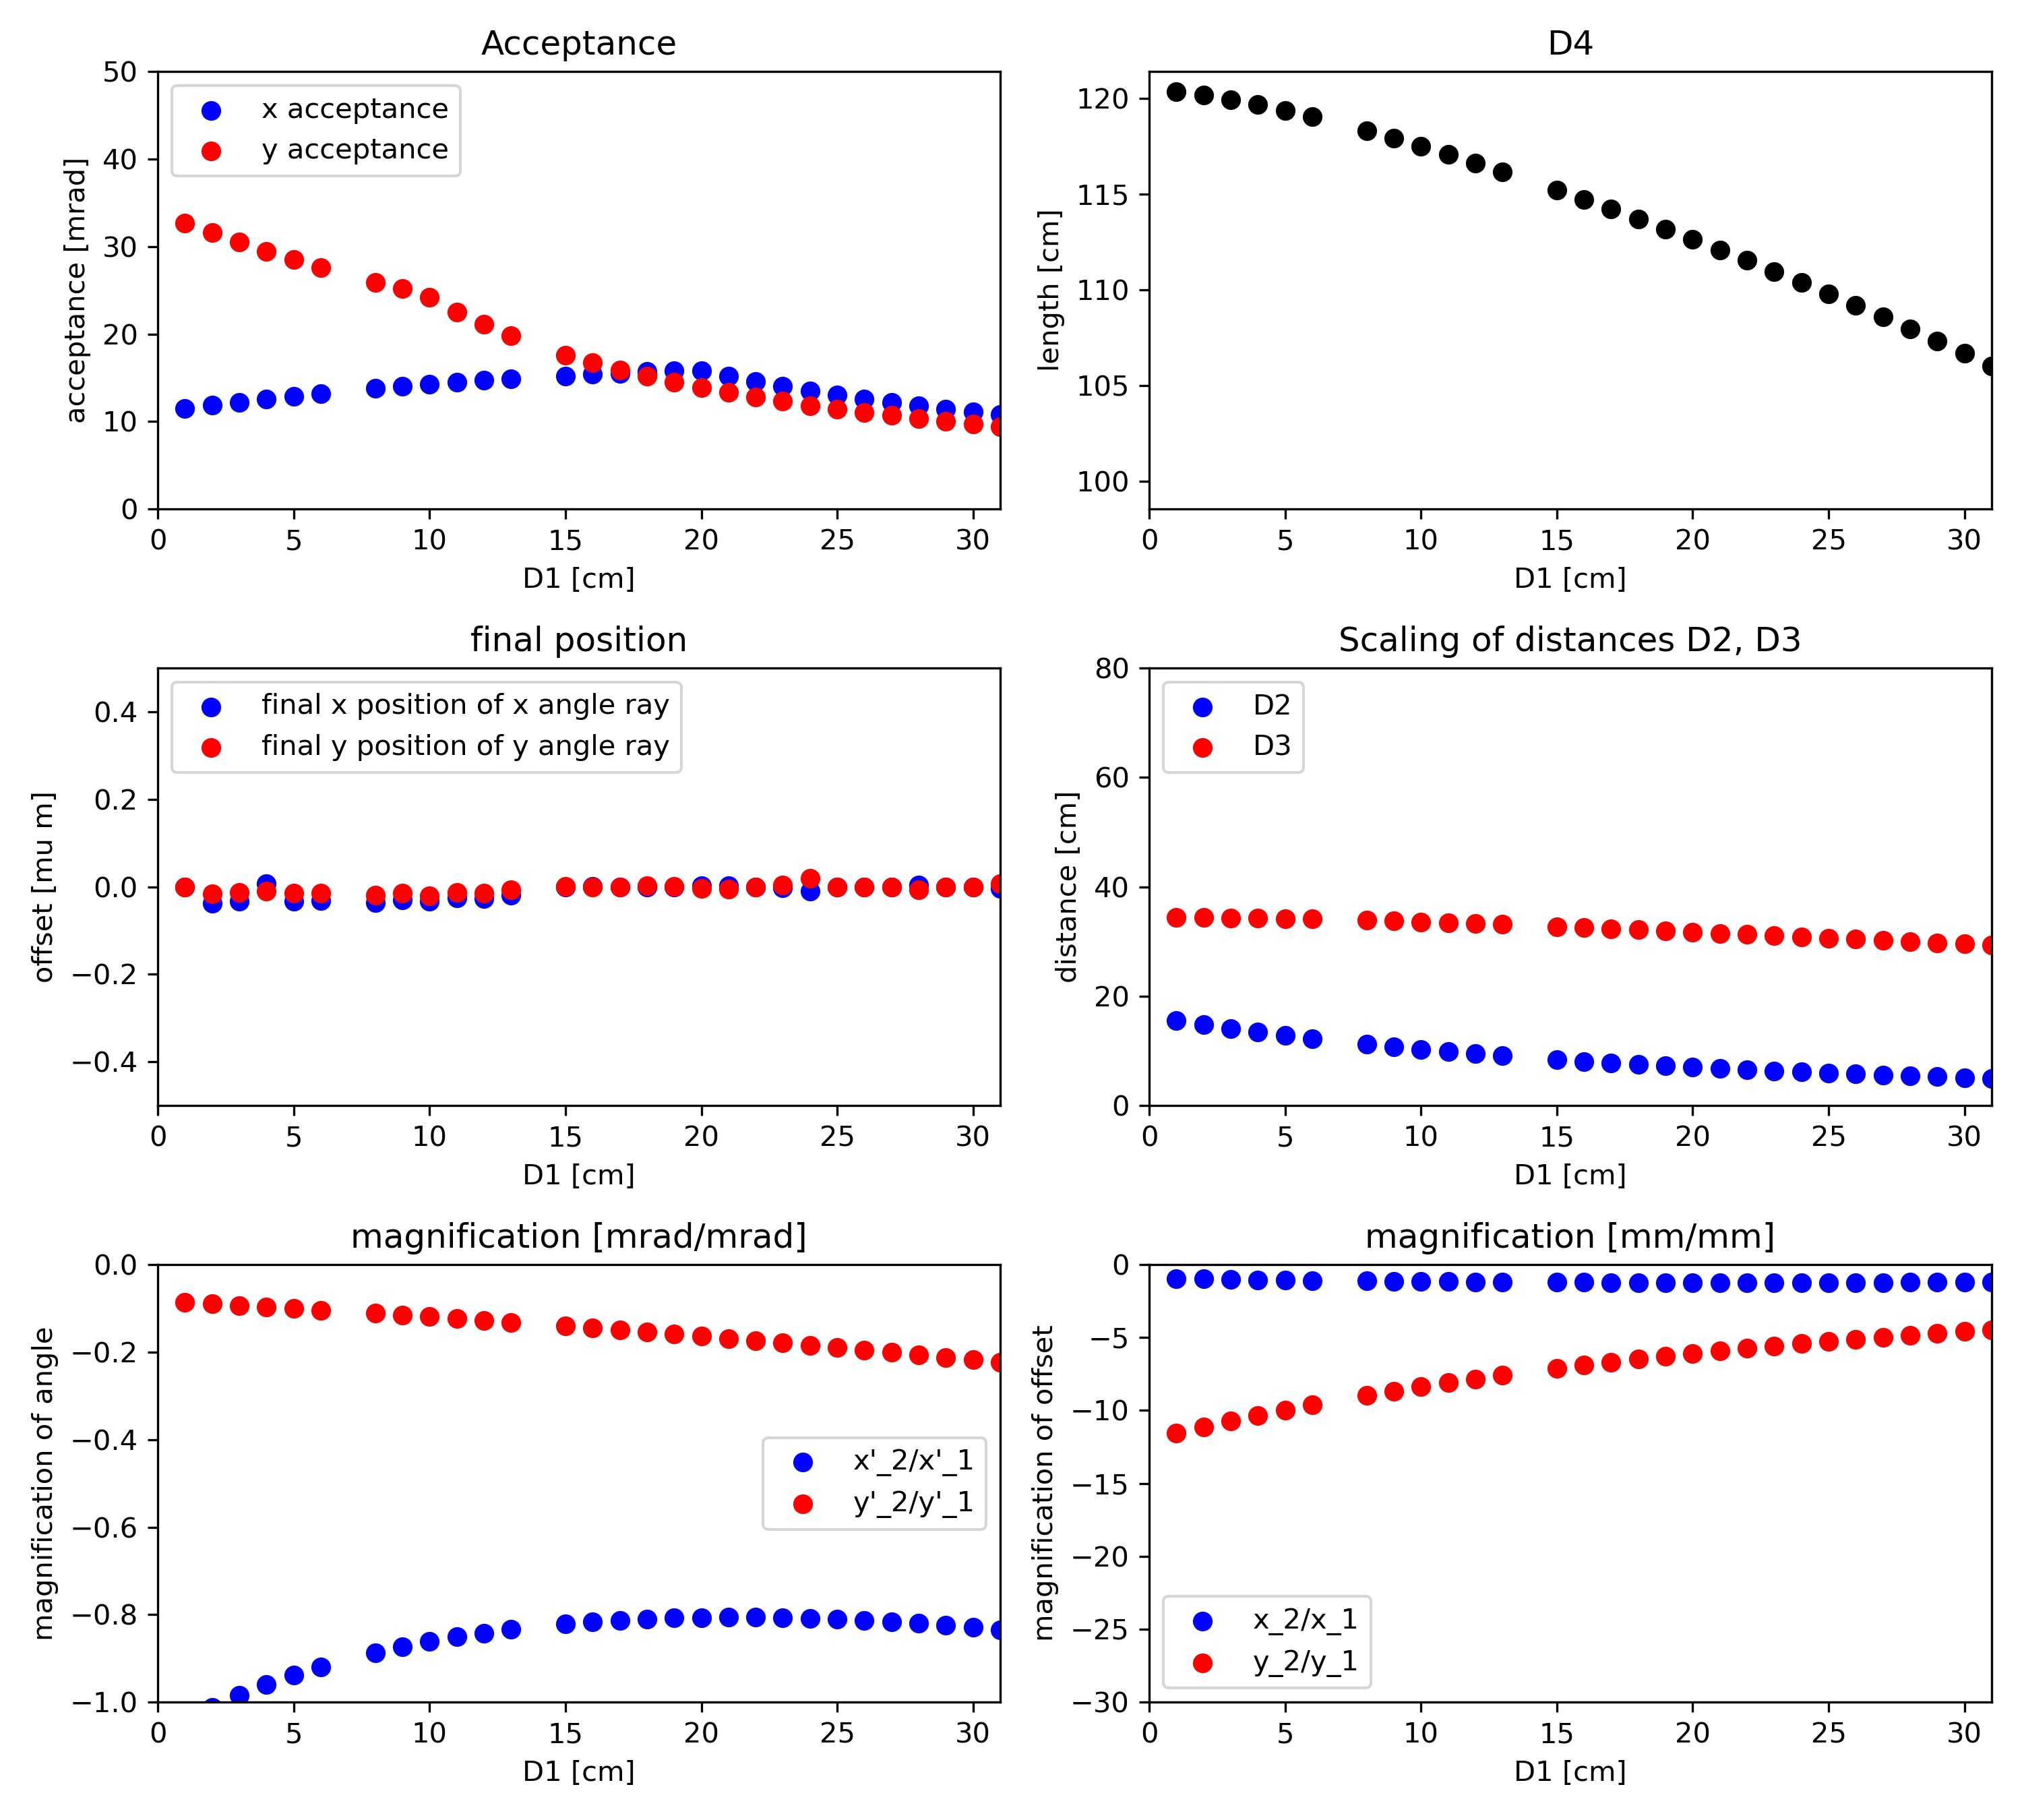 Acceptance
x acceptance
y acceptance
acceptance [mrad]
50
40
30
20
10
0
0 5 10 15 20 25 30
D1 [cm]
D4
length [cm]
120
115
110
105
100
0 5 10 15 20 25 30
D1 [cm]
final position
final x position of x angle ray
final y position of y angle ray
offset [mu m]
0.4
0.2
0.0
−0.2
−0.4
0 5 10 15 20 25 30
D1 [cm]
Scaling of distances D2, D3
D2
D3
distance [cm]
80
60
40
20
0
0 5 10 15 20 25 30
D1 [cm]
magnification [mrad/mrad]
magnification of angle
0.0
−0.2
−0.4
−0.6
−0.8
−1.0
x'_2/x'_1
y'_2/y'_1
0 5 10 15 20 25 30
D1 [cm]
magnification [mm/mm]
magnification of offset
0
−5
−10
−15
−20
−25
−30
x_2/x_1
y_2/y_1
0 5 10 15 20 25 30
D1 [cm]